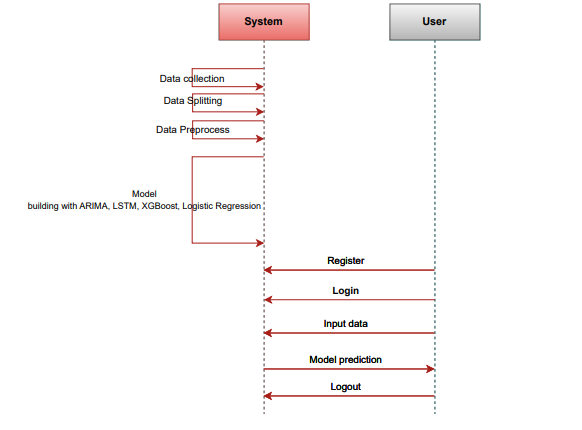 System
User
Data collection
Data Splitting
Data Preprocess
Model
building with ARIMA, LSTM, XGBoost, Logistic Regression
Register
Login
Input data
Model prediction
Logout